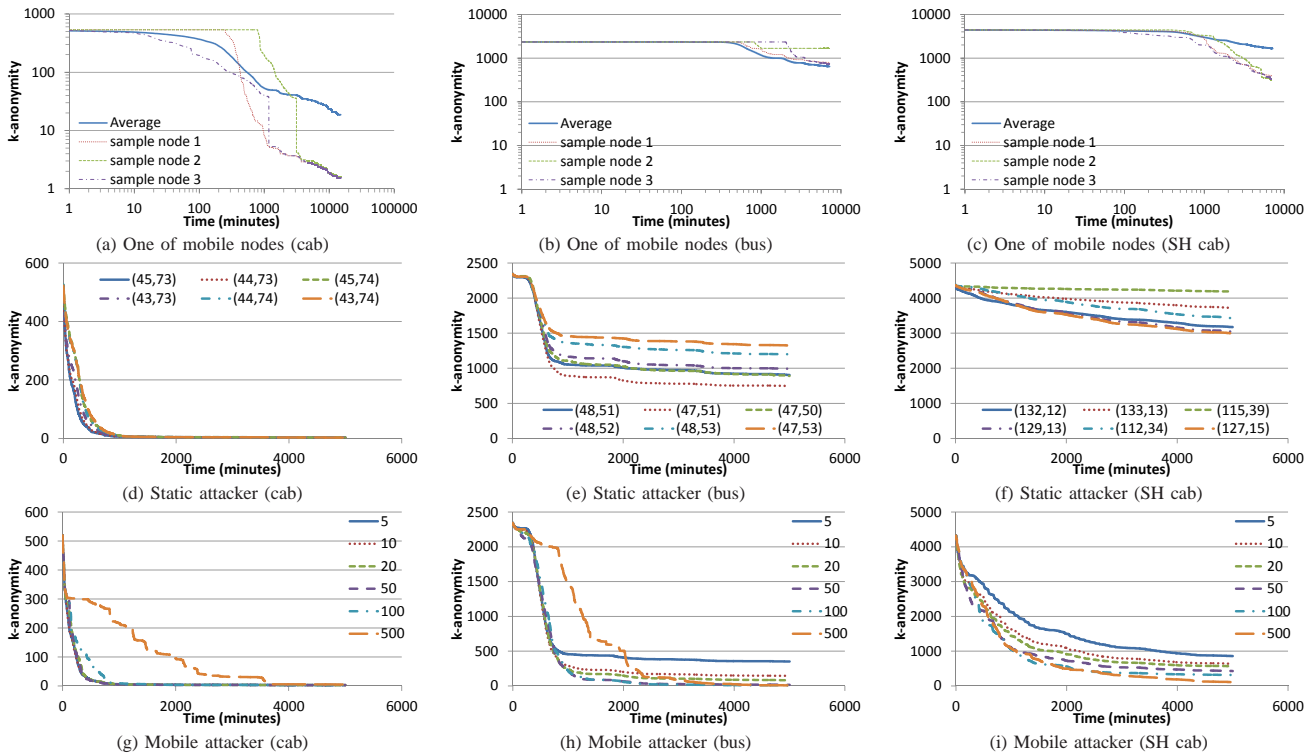 1000
100
10
1
k-anonymity
Average
sample node 1
sample node 2
sample node 3
1 10 100 1000 10000 100000
Time (minutes)
(a) One of mobile nodes (cab)
10000
1000
100
10
1
k-anonymity
Average
sample node 1
sample node 2
sample node 3
1 10 100 1000 10000
Time (minutes)
(b) One of mobile nodes (bus)
10000
1000
100
10
1
k-anonymity
Average
sample node 1
sample node 2
sample node 3
1 10 100 1000 10000
Time (minutes)
(c) One of mobile nodes (SH cab)
600
400
200
0
k-anonymity
(45,73) (44,73) (45,74)
(43,73) (44,74) (43,74)
0 2000 4000 6000
Time (minutes)
(d) Static attacker (cab)
2500
2000
1500
1000
500
0
k-anonymity
(48,51) (47,51) (47,50)
(48,52) (48,53) (47,53)
0 2000 4000 6000
Time (minutes)
(e) Static attacker (bus)
5000
4000
3000
2000
1000
0
k-anonymity
(132,12) (133,13) (115,39)
(129,13) (112,34) (127,15)
0 2000 4000 6000
Time (minutes)
(f) Static attacker (SH cab)
600
500
400
300
200
100
0
k-anonymity
5
10
20
50
100
500
0 2000 4000 6000
Time (minutes)
(g) Mobile attacker (cab)
2500
2000
1500
1000
500
0
k-anonymity
5
10
20
50
100
500
0 2000 4000 6000
Time (minutes)
(h) Mobile attacker (bus)
5000
4000
3000
2000
1000
0
k-anonymity
5
10
20
50
100
500
0 2000 4000 6000
Time (minutes)
(i) Mobile attacker (SH cab)